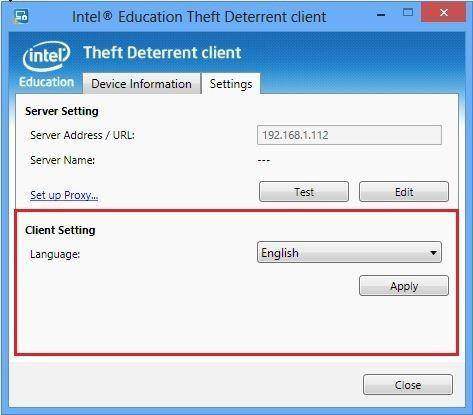 Intel® Education Theft Deterrent client
intel
Education
Theft Deterrent client
Device Information
Settings
Server Setting
Server Address / URL:
192.168.1.112
Server Name:
---
Set up Proxy...
Test
Edit
Client Setting
Language:
English
Apply
Close